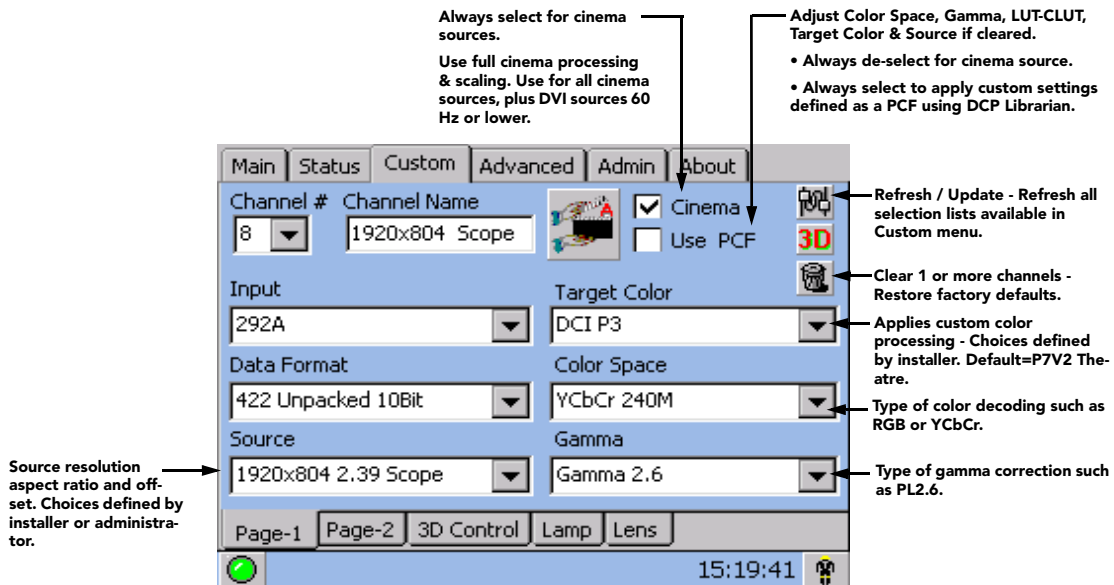 Always select for cinema
sources.
Use full cinema processing
& scaling. Use for all cinema
sources, plus DVI sources 60
Hz or lower.
Adjust Color Space, Gamma, LUT-CLUT,
Target Color & Source if cleared.
• Always de-select for cinema source.
• Always select to apply custom settings
defined as a PCF using DCP Librarian.
Main Status Custom Advanced Admin About
Channel # Channel Name
8 1920x804 Scope
A
Cinema
Use PCF
3D
Refresh / Update - Refresh all
selection lists available in
Custom menu.
Clear 1 or more channels -
Restore factory defaults.
Input Target Color
292A DCI P3
Applies custom color
processing - Choices defined
by installer. Default=P7V2 The-
atre.
Data Format Color Space
422 Unpacked 10Bit YCbCr 240M
Type of color decoding such as
RGB or YCbCr.
Source Gamma
1920x804 2.39 Scope Gamma 2.6
Type of gamma correction such
as PL2.6.
Source resolution
aspect ratio and off-
set. Choices defined by
installer or administra-
tor.
Page-1 Page-2 3D Control Lamp Lens
15:19:41